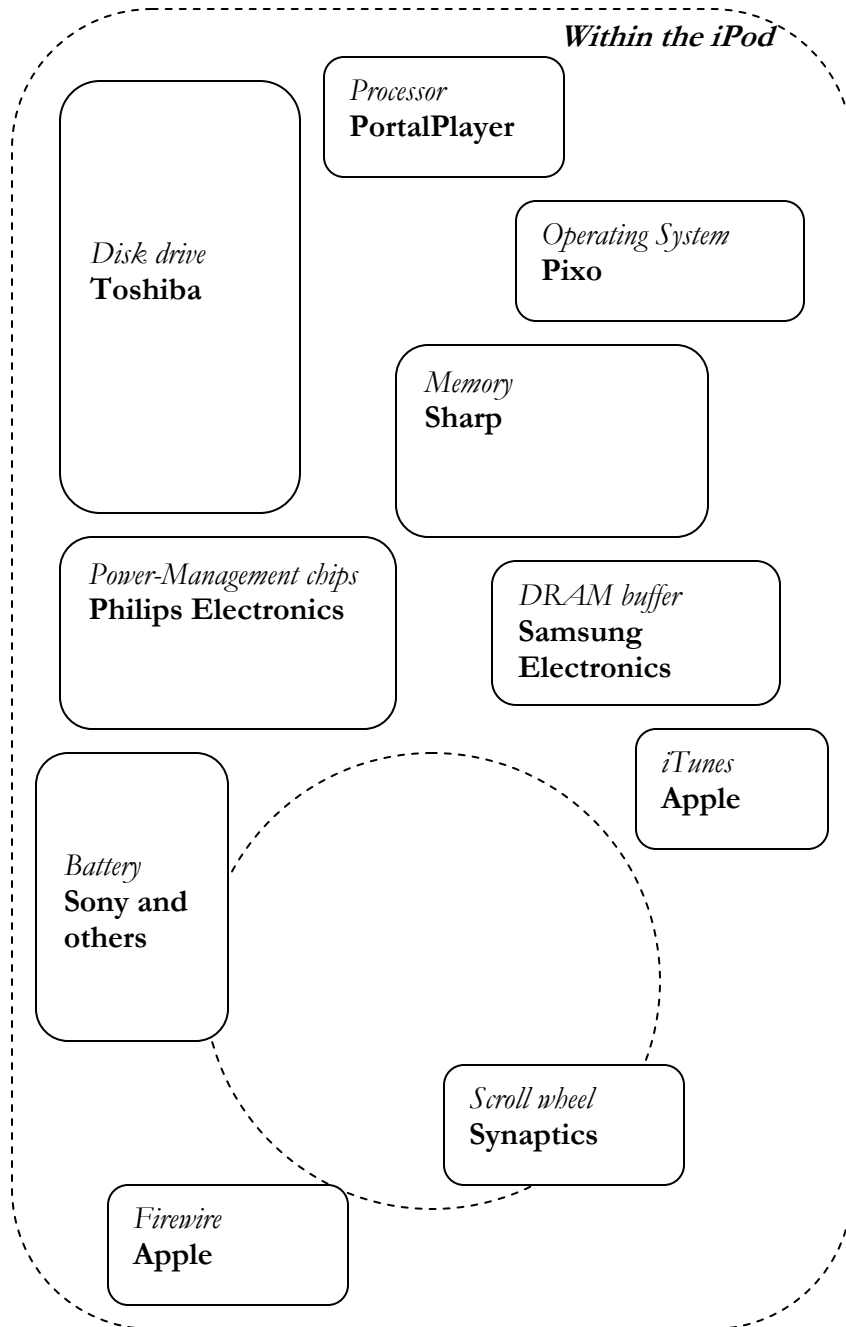 Within the iPod
Processor
PortalPlayer
Disk drive
Toshiba
Operating System
Pixo
Memory
Sharp
Power-Management chips
Philips Electronics
DRAM buffer
Samsung
Electronics
iTunes
Apple
Battery
Sony and
others
Scroll wheel
Synaptics
Firewire
Apple